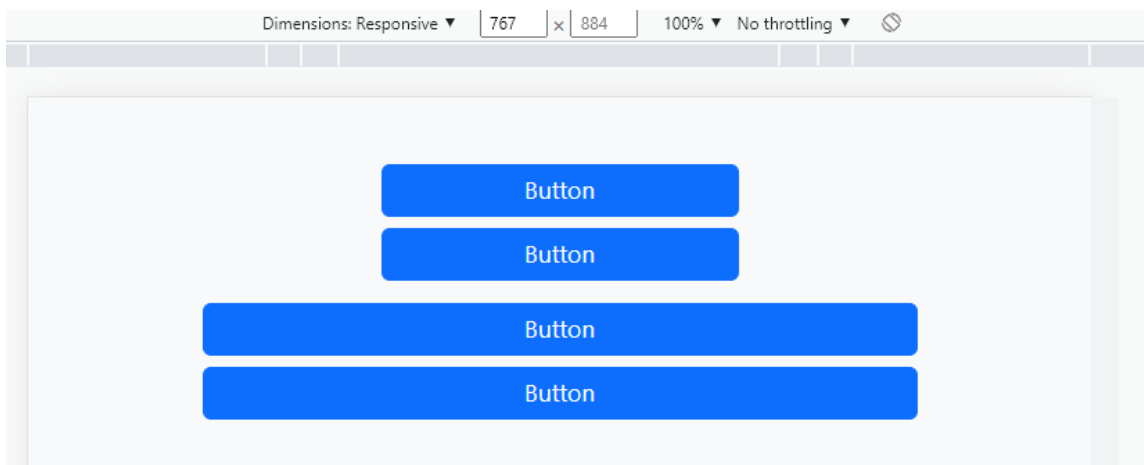 Dimensions: Responsive ▼ 767 × 884 100% ▼ No throttling ▼
Button
Button
Button
Button